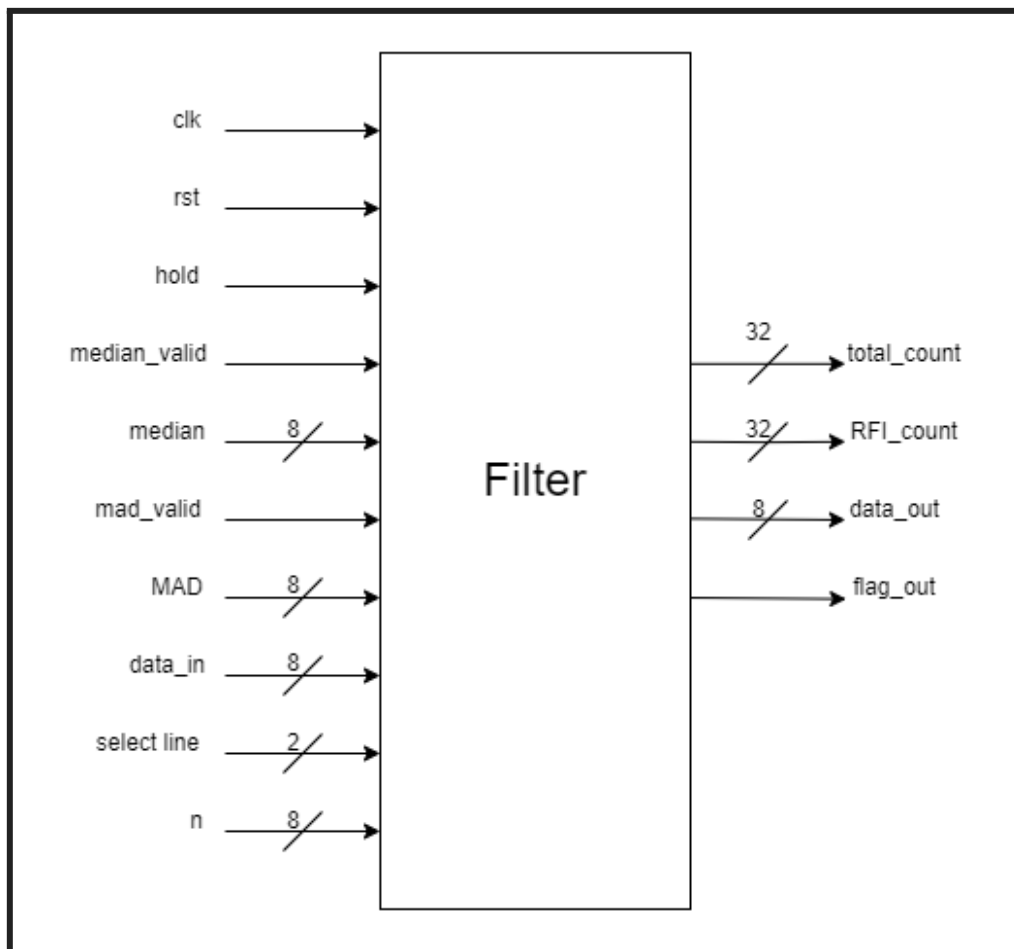 clk
rst
hold
median_valid
median
8
mad_valid
MAD
8
data_in
8
select line
2
n
8
Filter
32
total_count
32
RFI_count
8
data_out
flag_out